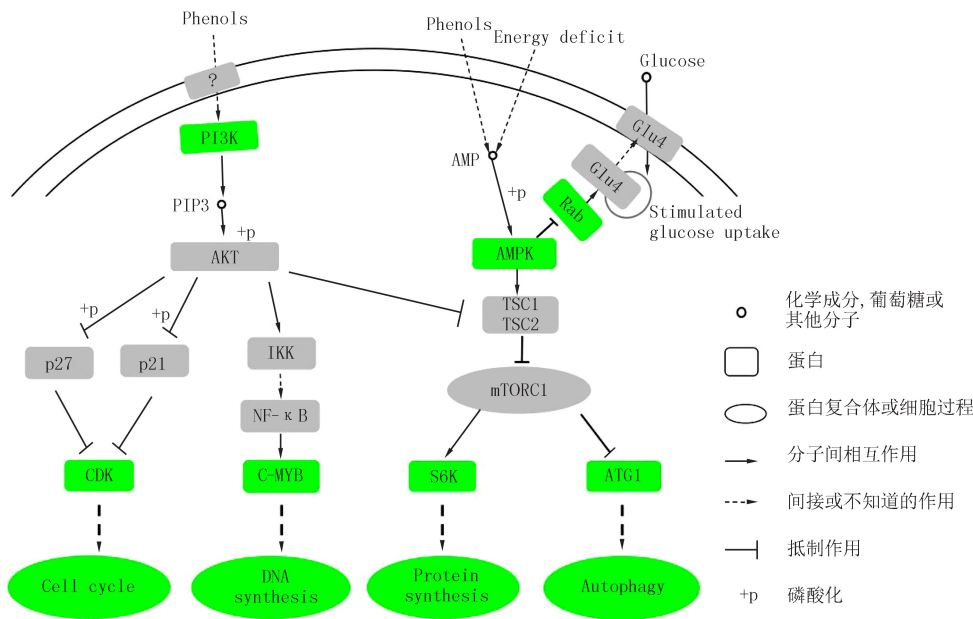 Phenols
Phenols
Energy deficit
Glucose
?
Glu4
PI3K
AMP
Glu4
+p
Rab
PIP3
Stimulated
glucose uptake
+p
AKT
AMPK
TSC1
TSC2
+p
+p
p27
p21
IKK
mTORC1
NF-κB
CDK
C-MYB
S6K
ATG1
Cell cycle
DNA
synthesis
Protein
synthesis
Autophagy
化学成分,葡萄糖或
其他分子
蛋白
蛋白复合体或细胞过程
分子间相互作用
间接或不知道的作用
抵制作用
+p
磷酸化